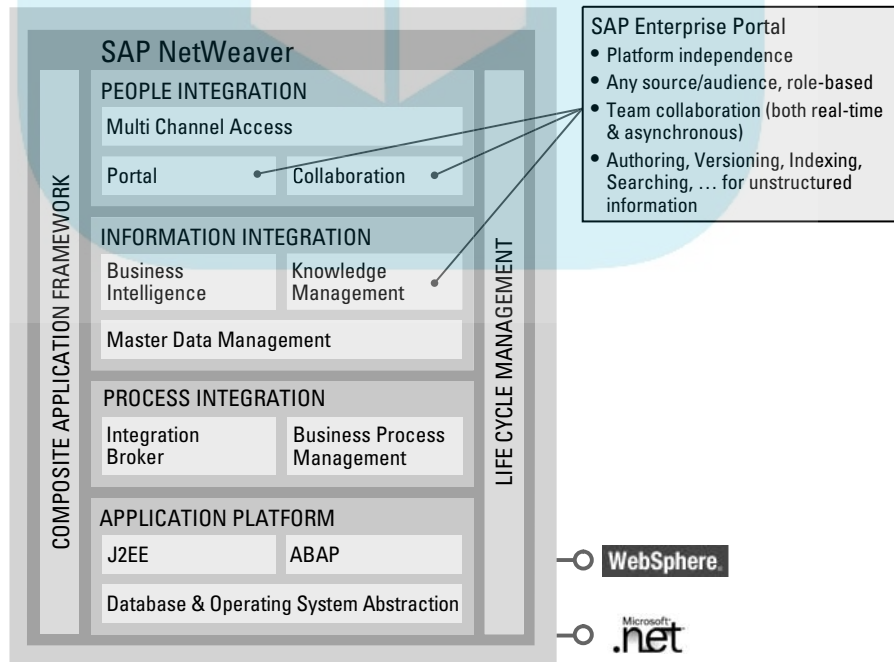 SAP NetWeaver
PEOPLE INTEGRATION
Multi Channel Access
Portal
Collaboration
INFORMATION INTEGRATION
Business
Intelligence
Knowledge
Management
Master Data Management
PROCESS INTEGRATION
Integration
Broker
Business Process
Management
APPLICATION PLATFORM
J2EE
ABAP
Database & Operating System Abstraction
COMPOSITE APPLICATION FRAMEWORK
LIFE CYCLE MANAGEMENT
SAP Enterprise Portal
• Platform independence
• Any source/audience, role-based
• Team collaboration (both real-time
& asynchronous)
• Authoring, Versioning, Indexing,
Searching, … for unstructured
information
WebSphere.
Microsoft
.net